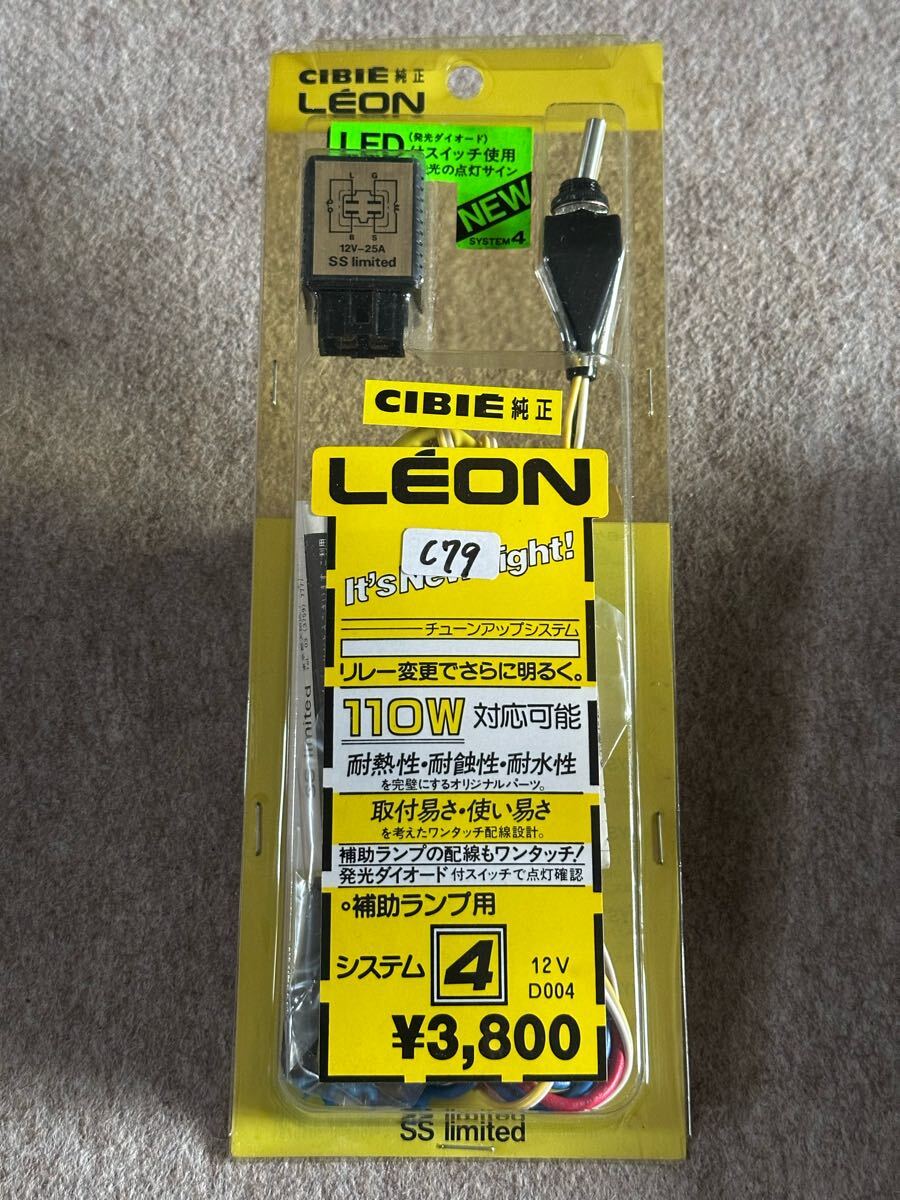 CIBIÉ 純正
LÉON
LED (発光ダイオード)
付スイッチ使用
光の点灯サイン
NEW
SYSTEM 4
L G
B S
12V-25A
SS limited
CIBIÉ 純正
LÉON
C79
It's New ight!
チューンアップシステム
リレー変更でさらに明るく。
110W 対応可能
耐熱性・耐蝕性・耐水性
を完璧にするオリジナルパーツ。
取付易さ・使い易さ
を考えたワンタッチ配線設計。
補助ランプの配線もワンタッチ!
発光ダイオード付スイッチで点灯確認
○補助ランプ用
システム 4 12V
D004
¥3,800
SS limited